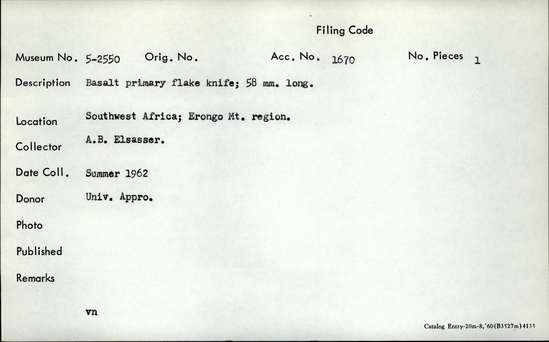 Filing Code
Museum No. 5-2550 Orig. No. Acc. No. 1670 No. Pieces 1
Description Basalt primary flake knife; 58 mm. long.
Location Southwest Africa; Erongo Mt. region.
Collector A.B. Elsasser.
Date Coll. Summer 1962
Donor Univ. Appro.
Photo
Published
Remarks
vn
Catalog Entry-20m-8,'60(B3527m)4131